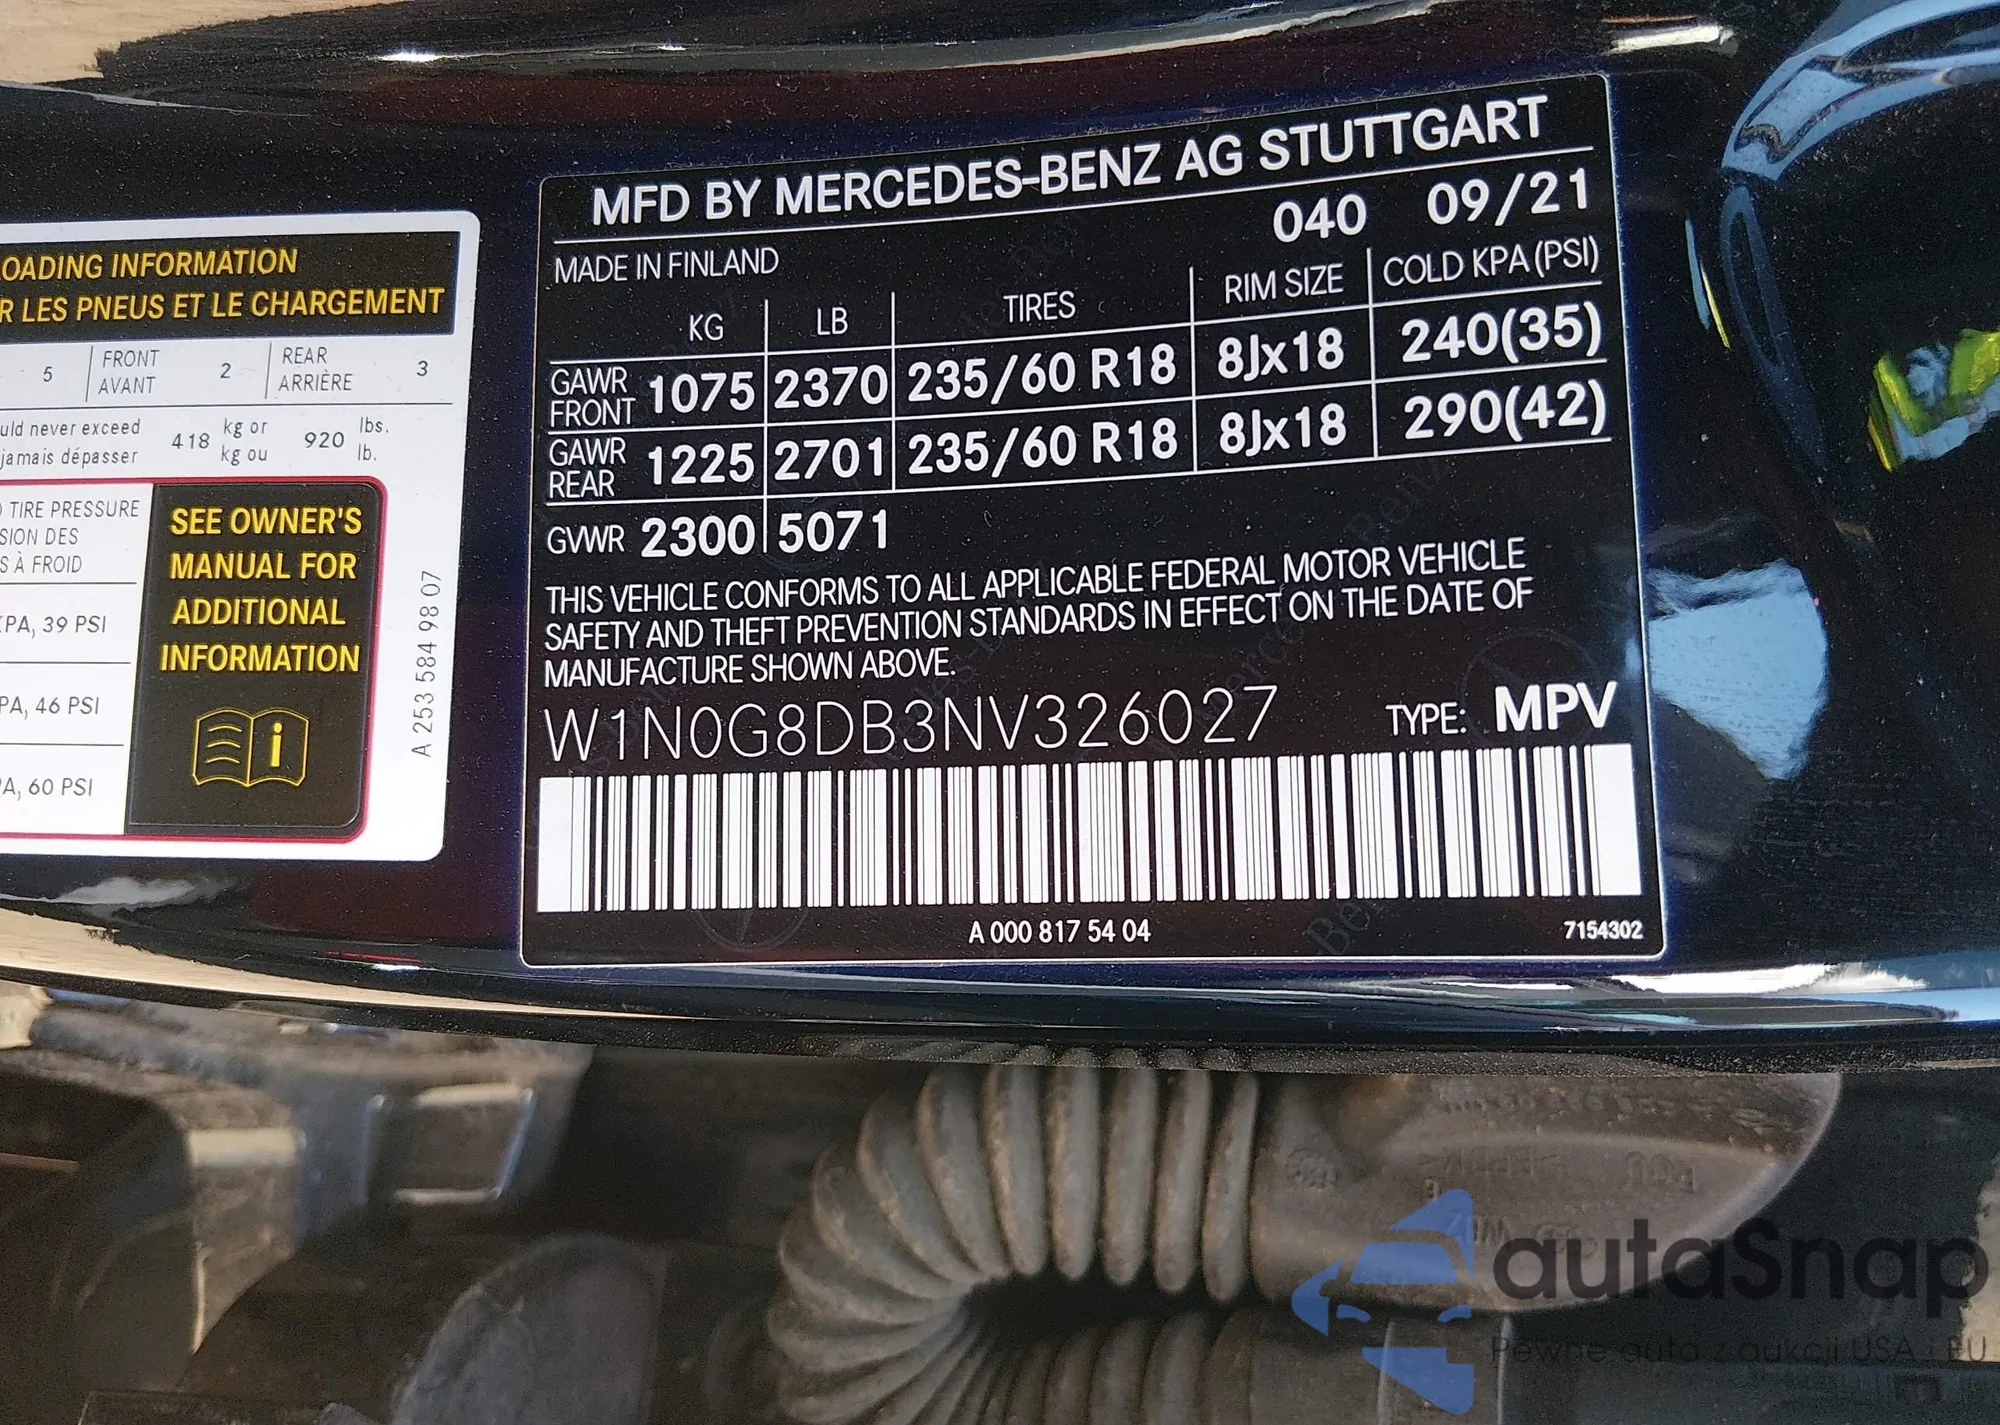 OADING INFORMATION
R LES PNEUS ET LE CHARGEMENT
5 FRONT AVANT 2 REAR ARRIÈRE 3
uld never exceed 418 kg or 920 lbs.
jamais dépasser kg ou lb.
TIRE PRESSURE
SION DES
S À FROID
KPA, 39 PSI
PA, 46 PSI
A, 60 PSI
SEE OWNER'S
MANUAL FOR
ADDITIONAL
INFORMATION
A 253 584 98 07
MFD BY MERCEDES-BENZ AG STUTTGART
040 09/21
MADE IN FINLAND
KG LB TIRES RIM SIZE COLD KPA (PSI)
GAWR FRONT 1075 2370 235/60 R18 8Jx18 240(35)
GAWR REAR 1225 2701 235/60 R18 8Jx18 290(42)
GVWR 2300 5071
THIS VEHICLE CONFORMS TO ALL APPLICABLE FEDERAL MOTOR VEHICLE
SAFETY AND THEFT PREVENTION STANDARDS IN EFFECT ON THE DATE OF
MANUFACTURE SHOWN ABOVE.
W1N0G8DB3NV326027 TYPE: MPV
A 000 817 54 04 7154302
autaSnap
Pewne auta z aukcji USA i EU